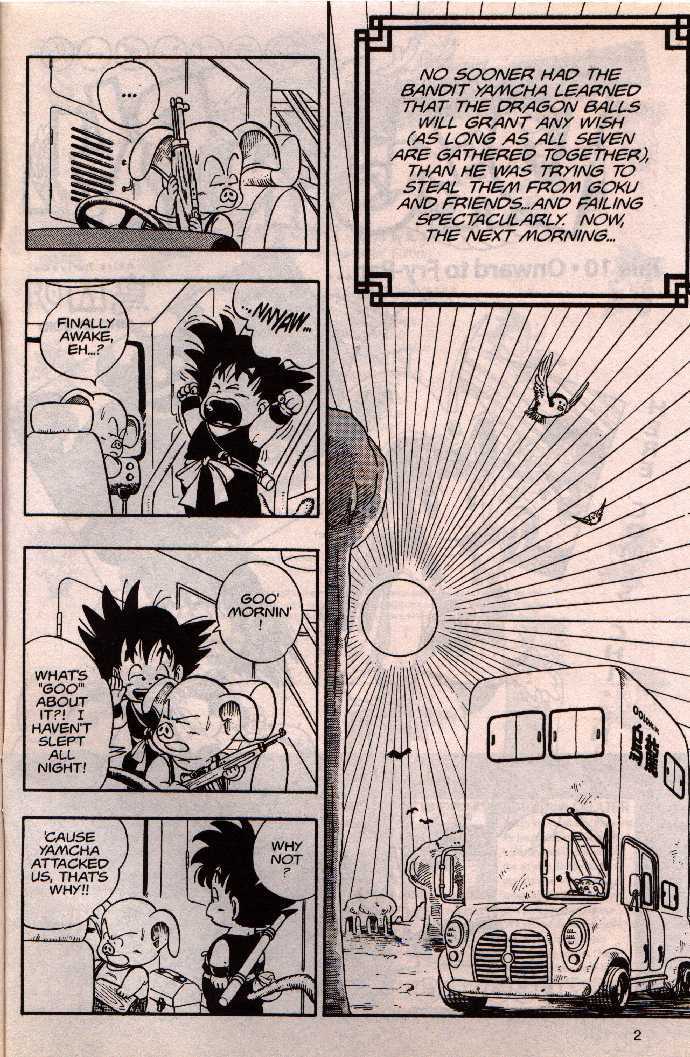 NO SOONER HAD THE
BANDIT YAMCHA LEARNED
THAT THE DRAGON BALLS
WILL GRANT ANY WISH
(AS LONG AS ALL SEVEN
ARE GATHERED TOGETHER),
THAN HE WAS TRYING TO
STEAL THEM FROM GOKU
AND FRIENDS...AND FAILING
SPECTACULARLY. NOW,
THE NEXT MORNING...
烏龍
...
...NNYAW...
FINALLY
AWAKE,
EH...?
GOO'
MORNIN'
!
WHAT'S
"GOO'"
ABOUT
IT?! I
HAVEN'T
SLEPT
ALL
NIGHT!
WHY
NOT
?
'CAUSE
YAMCHA
ATTACKED
US, THAT'S
WHY!!
2